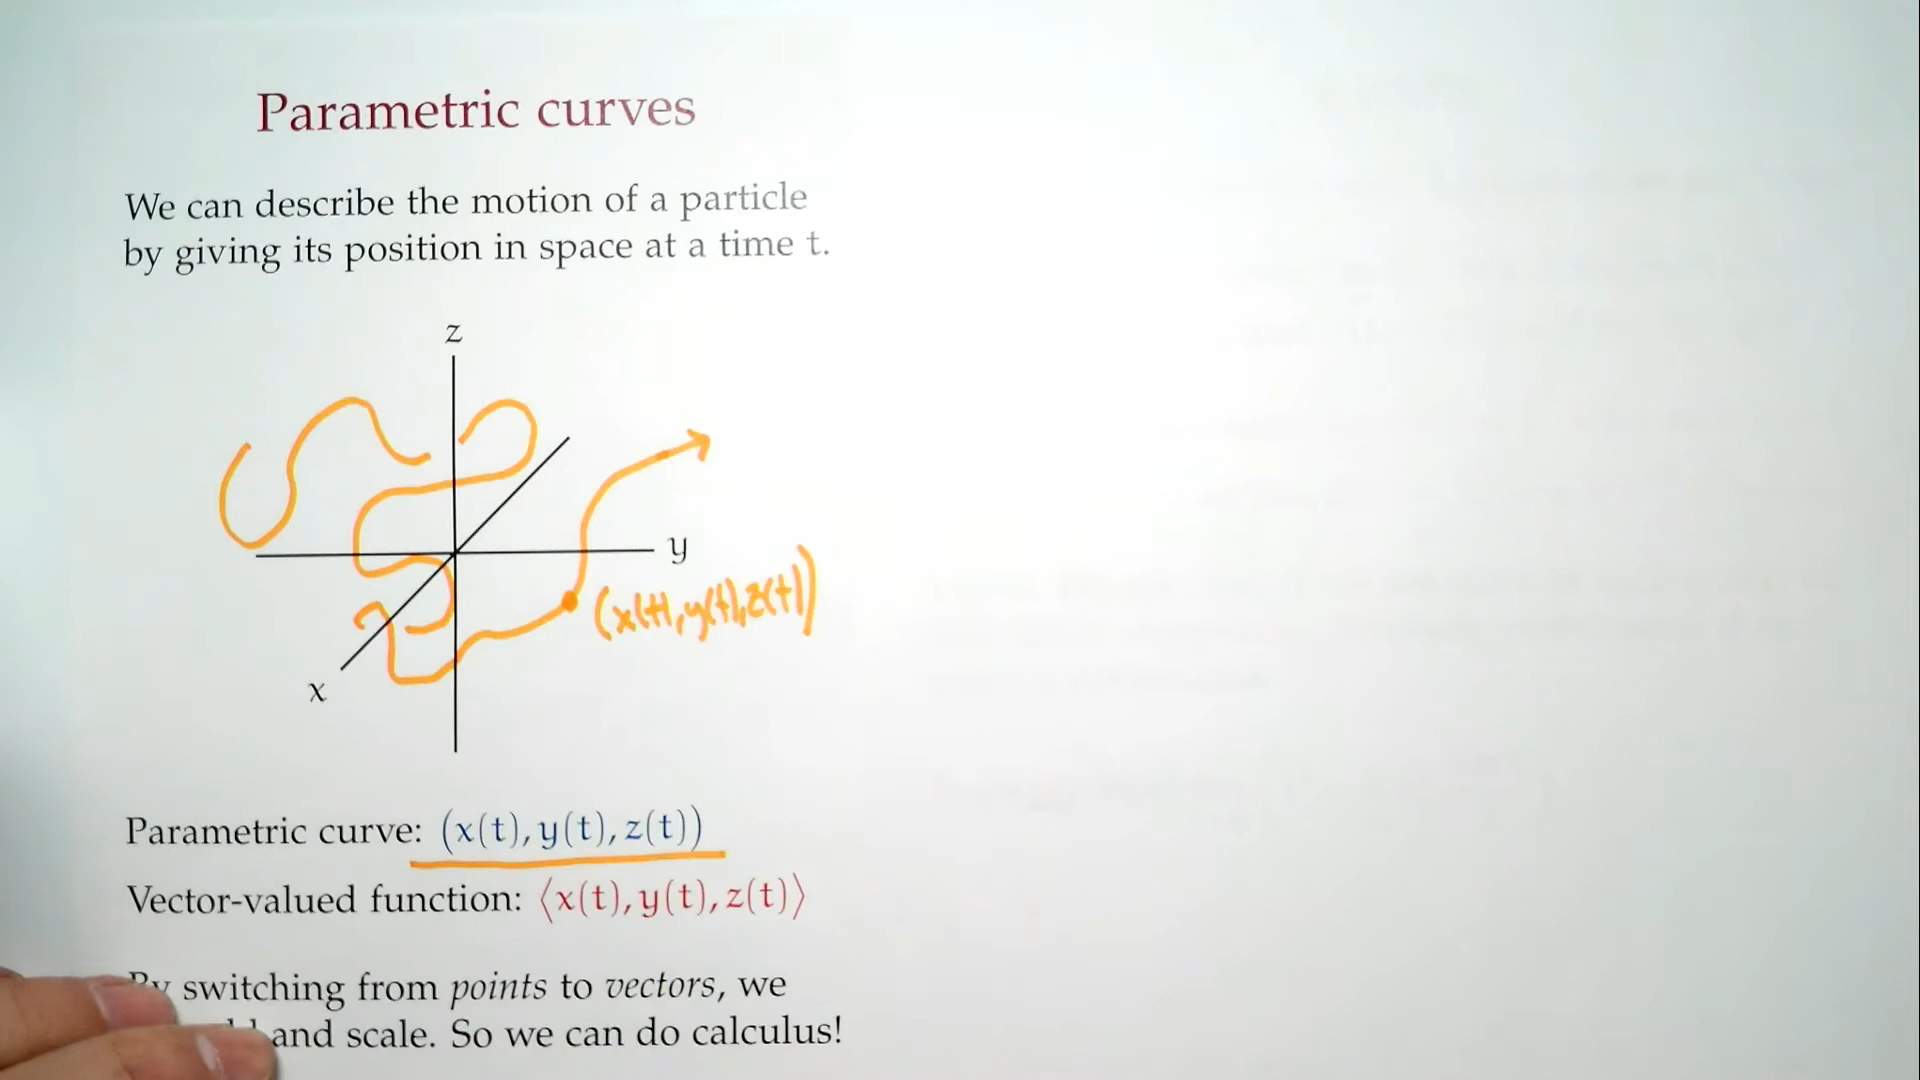 Parametric curves
We can describe the motion of a particle
by giving its position in space at a time t.
z
y
(x(t), y(t), z(t))
x
Parametric curve: (x(t), y(t), z(t))
Vector-valued function: ⟨x(t), y(t), z(t)⟩
By switching from points to vectors, we
and scale. So we can do calculus!